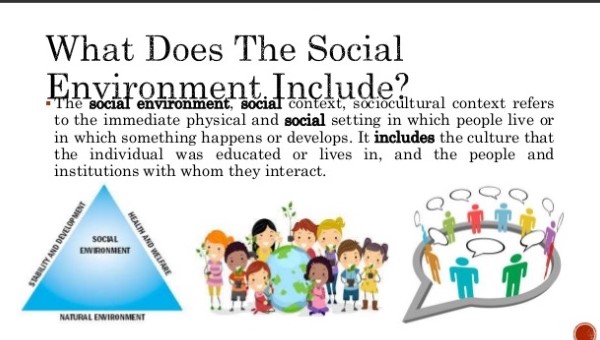 What Does The Social
Environment Include?
▪ The social environment, social context, sociocultural context refers
to the immediate physical and social setting in which people live or
in which something happens or develops. It includes the culture that
the individual was educated or lives in, and the people and
institutions with whom they interact.
STABILITY AND DEVELOPMENT
HEALTH AND WELFARE
SOCIAL
ENVIRONMENT
NATURAL ENVIRONMENT